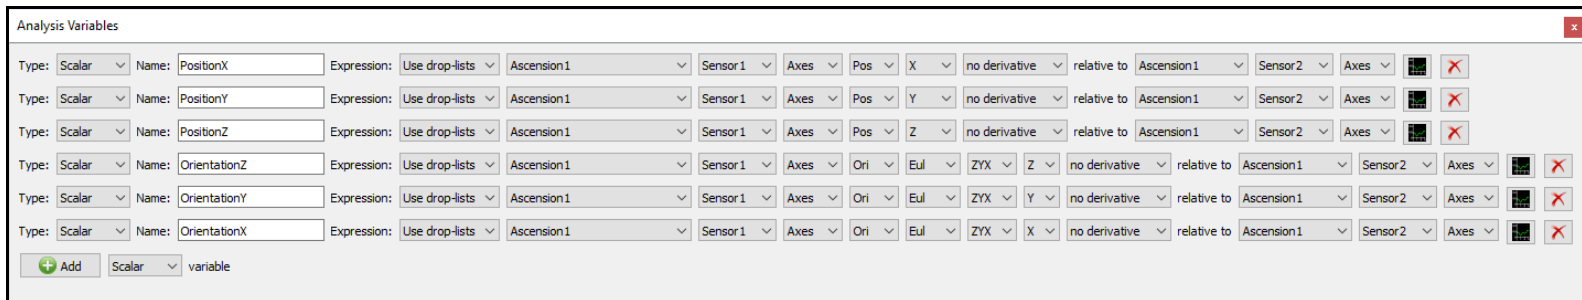 Analysis Variables x
Type: Scalar Name: PositionX Expression: Use drop-lists Ascension1 Sensor1 Axes Pos X no derivative relative to Ascension1 Sensor2 Axes
Type: Scalar Name: PositionY Expression: Use drop-lists Ascension1 Sensor1 Axes Pos Y no derivative relative to Ascension1 Sensor2 Axes
Type: Scalar Name: PositionZ Expression: Use drop-lists Ascension1 Sensor1 Axes Pos Z no derivative relative to Ascension1 Sensor2 Axes
Type: Scalar Name: OrientationZ Expression: Use drop-lists Ascension1 Sensor1 Axes Ori Eul ZYX Z no derivative relative to Ascension1 Sensor2 Axes
Type: Scalar Name: OrientationY Expression: Use drop-lists Ascension1 Sensor1 Axes Ori Eul ZYX Y no derivative relative to Ascension1 Sensor2 Axes
Type: Scalar Name: OrientationX Expression: Use drop-lists Ascension1 Sensor1 Axes Ori Eul ZYX X no derivative relative to Ascension1 Sensor2 Axes
Add Scalar variable